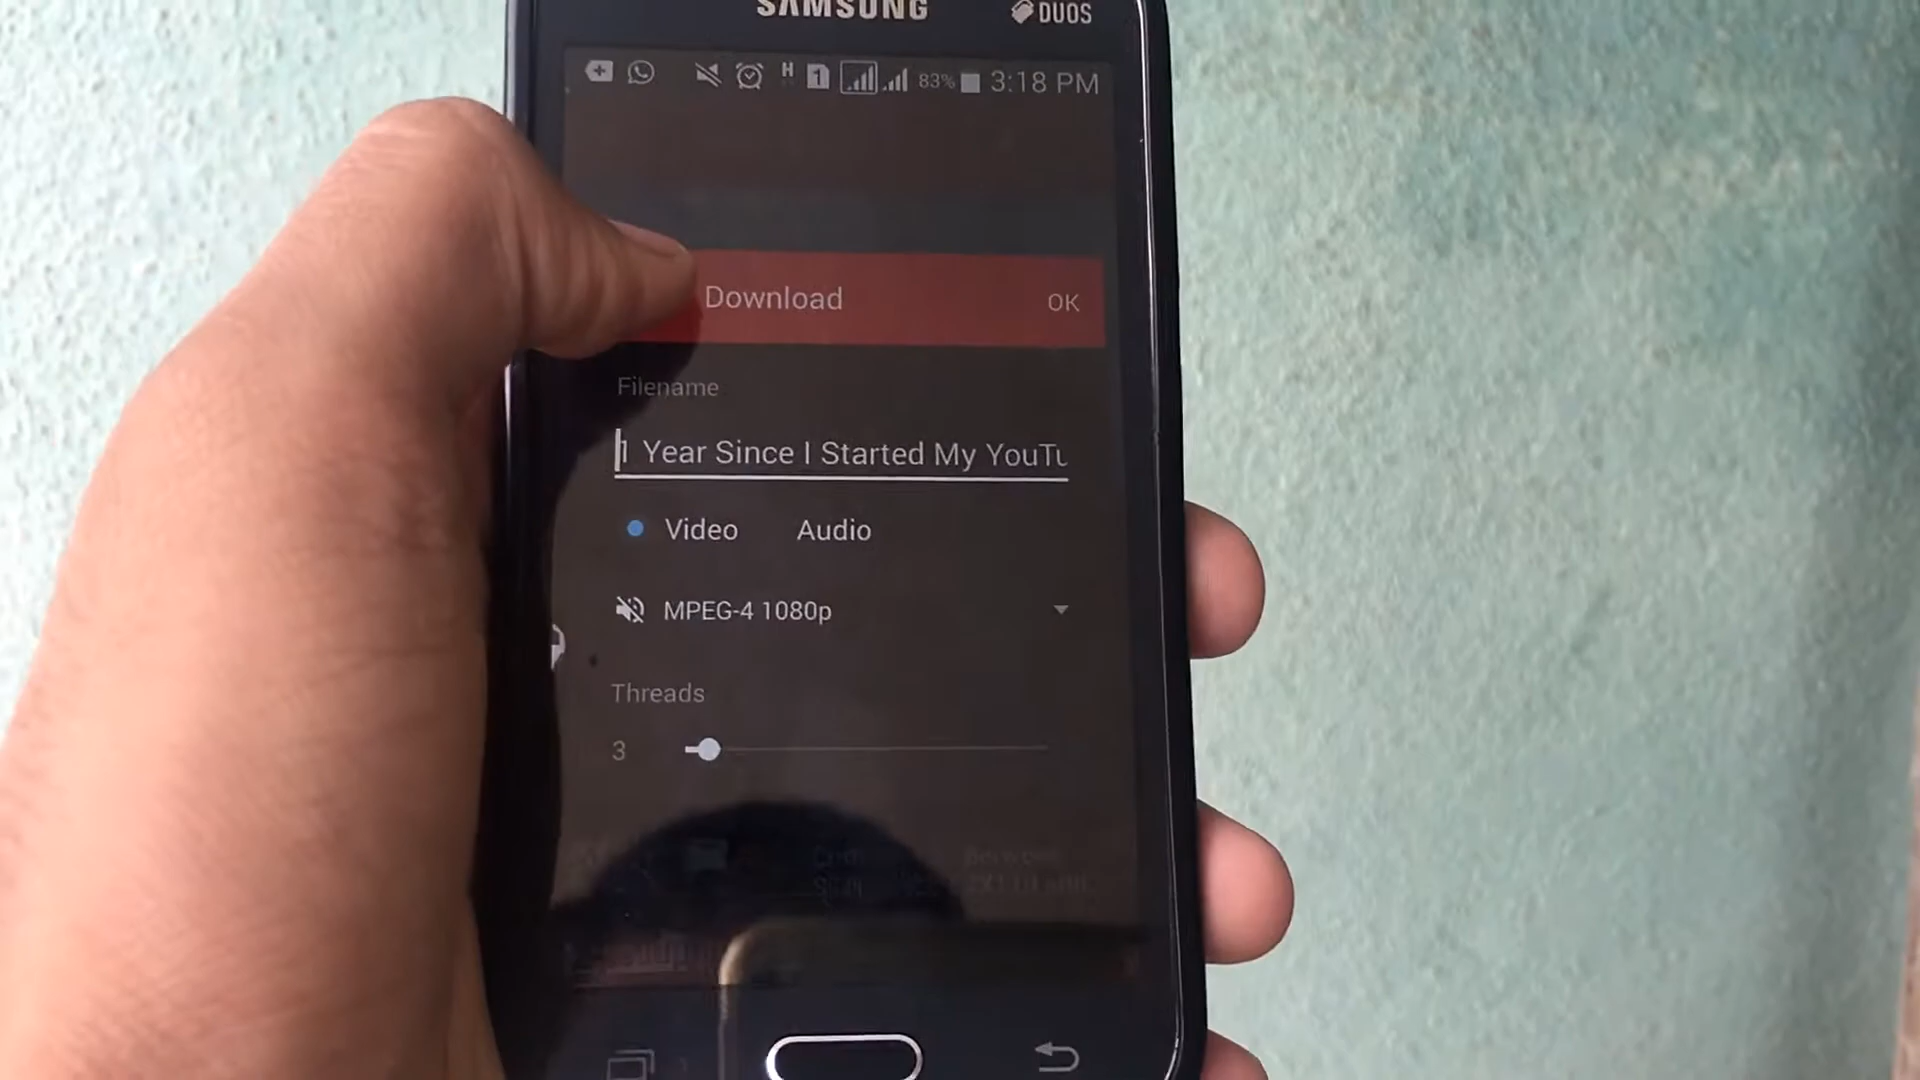 SAMSUNG DUOS
H 1 83% 3:18 PM
Download OK
Filename
1 Year Since I Started My YouTu
Video Audio
MPEG-4 1080p
Threads
3